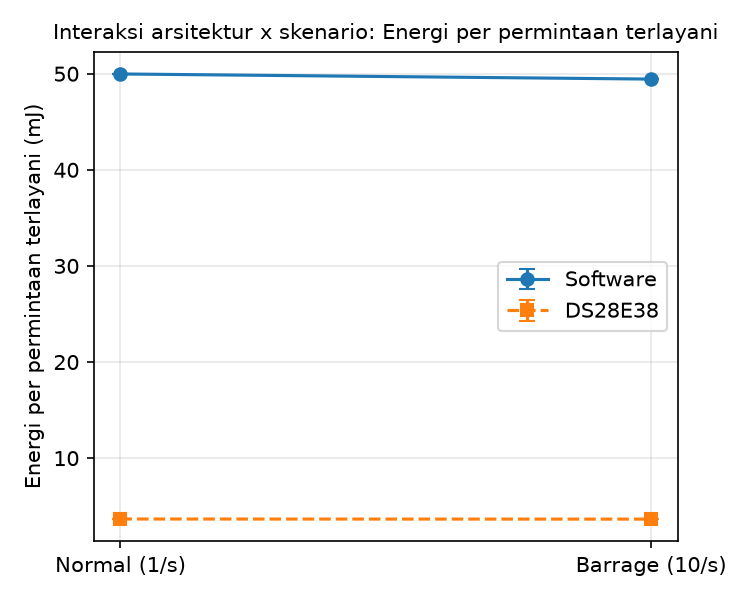 Interaksi arsitektur x skenario: Energi per permintaan terlayani
Energi per permintaan terlayani (mJ)
50
40
30
20
10
Software
DS28E38
Normal (1/s)
Barrage (10/s)